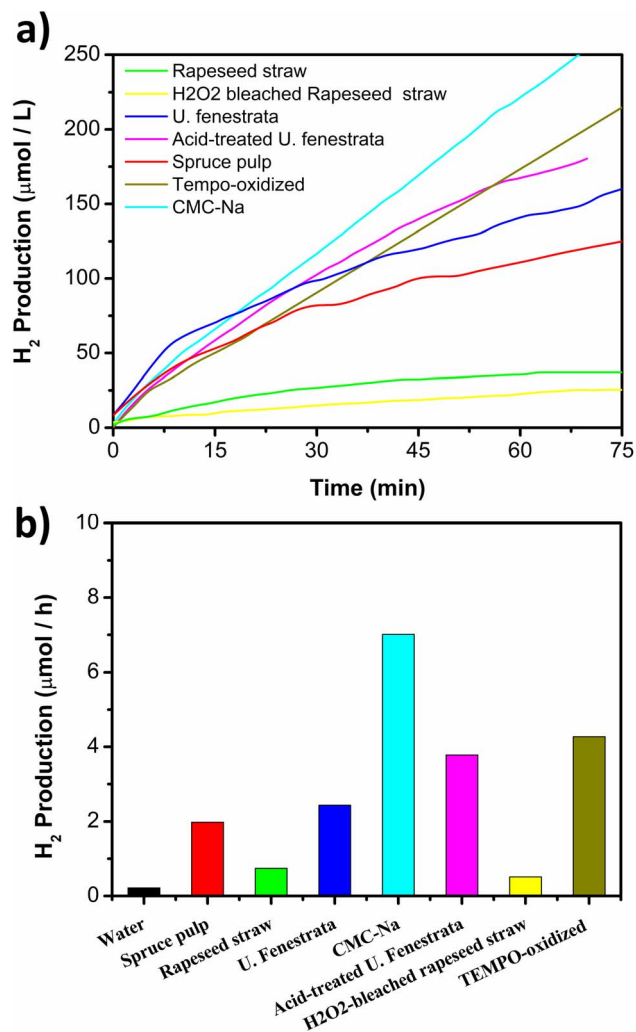 a)
H₂ Production (μmol / L)
250
200
150
100
50
0
Rapeseed straw
H2O2 bleached Rapeseed straw
U. fenestrata
Acid-treated U. fenestrata
Spruce pulp
Tempo-oxidized
CMC-Na
0 15 30 45 60 75
Time (min)
b)
H₂ Production (μmol / h)
10
8
6
4
2
0
Water
Spruce pulp
Rapeseed straw
U. Fenestrata
CMC-Na
Acid-treated U. Fenestrata
H2O2-bleached rapeseed straw
TEMPO-oxidized